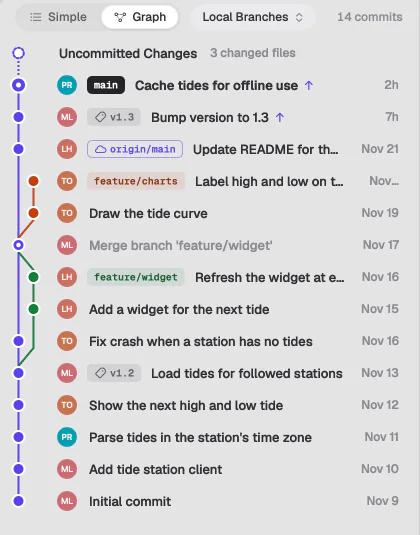 Simple Graph Local Branches 14 commits
Uncommitted Changes 3 changed files
PR main Cache tides for offline use ↑ 2h
ML v1.3 Bump version to 1.3 ↑ 7h
LH origin/main Update README for th... Nov 21
TO feature/charts Label high and low on t... Nov...
TO Draw the tide curve Nov 19
ML Merge branch 'feature/widget' Nov 17
LH feature/widget Refresh the widget at e... Nov 16
LH Add a widget for the next tide Nov 15
TO Fix crash when a station has no tides Nov 16
ML v1.2 Load tides for followed stations Nov 13
TO Show the next high and low tide Nov 12
PR Parse tides in the station's time zone Nov 11
ML Add tide station client Nov 10
ML Initial commit Nov 9